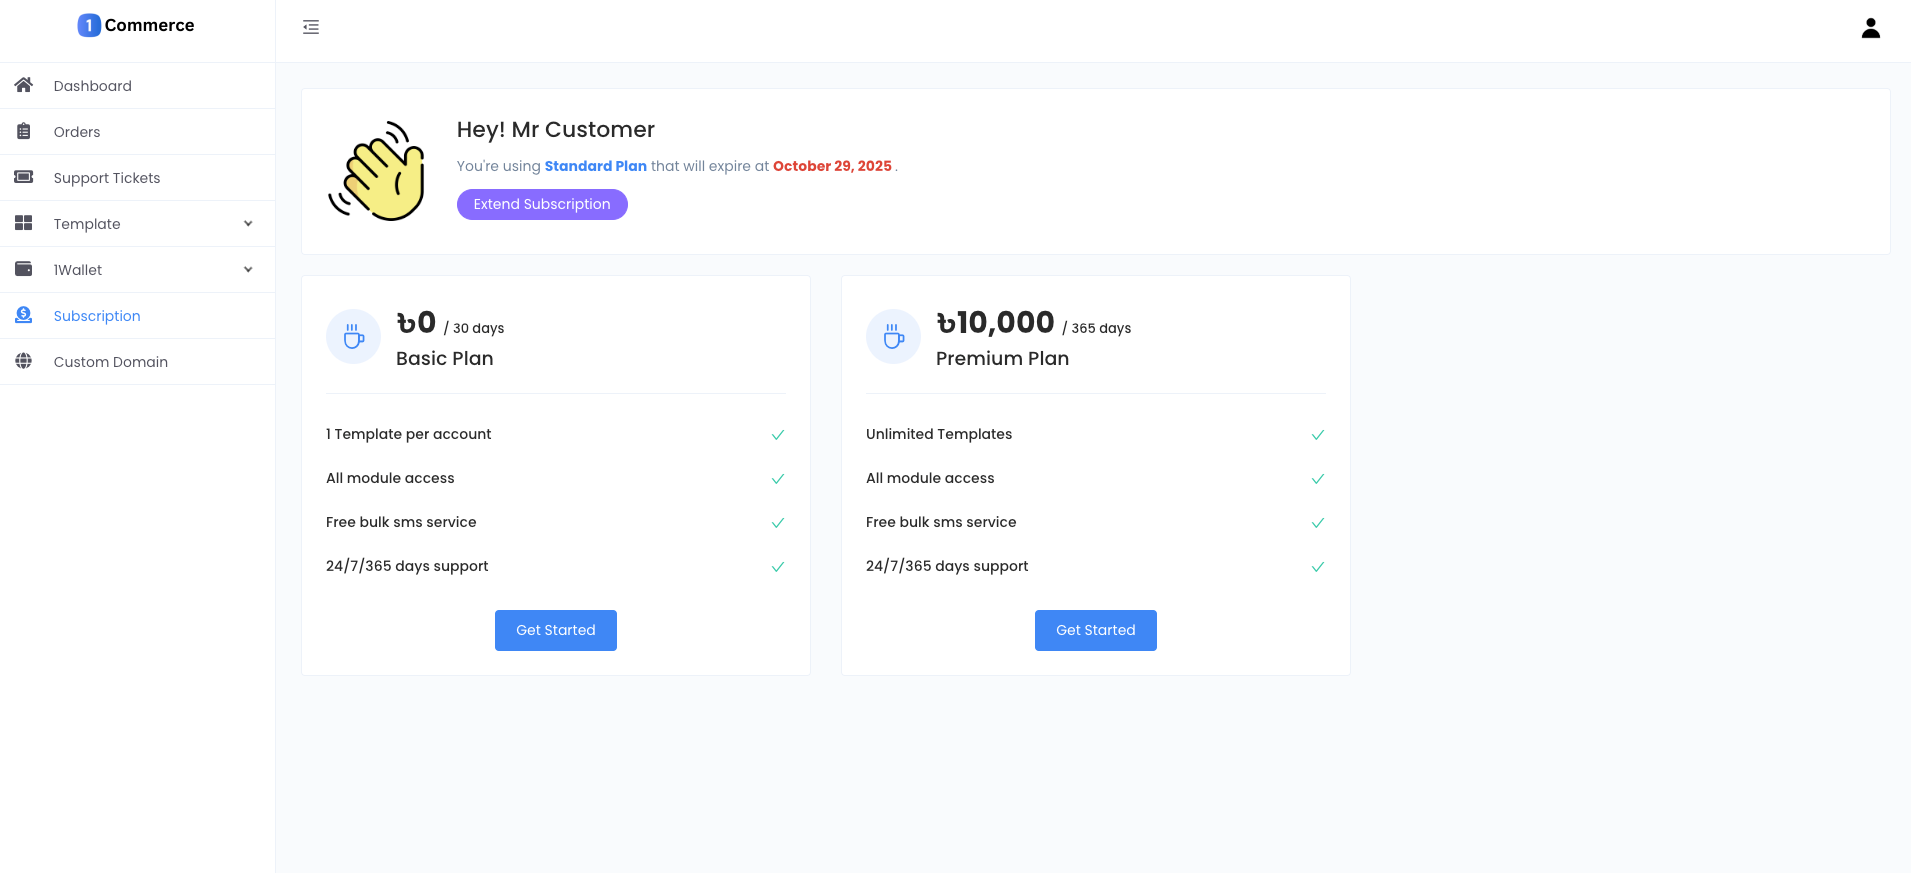 1 Commerce
Dashboard
Orders
Support Tickets
Template
1Wallet
Subscription
Custom Domain
Hey! Mr Customer
You're using Standard Plan that will expire at October 29, 2025 .
Extend Subscription
৳0 / 30 days
Basic Plan
1 Template per account
All module access
Free bulk sms service
24/7/365 days support
Get Started
৳10,000 / 365 days
Premium Plan
Unlimited Templates
All module access
Free bulk sms service
24/7/365 days support
Get Started